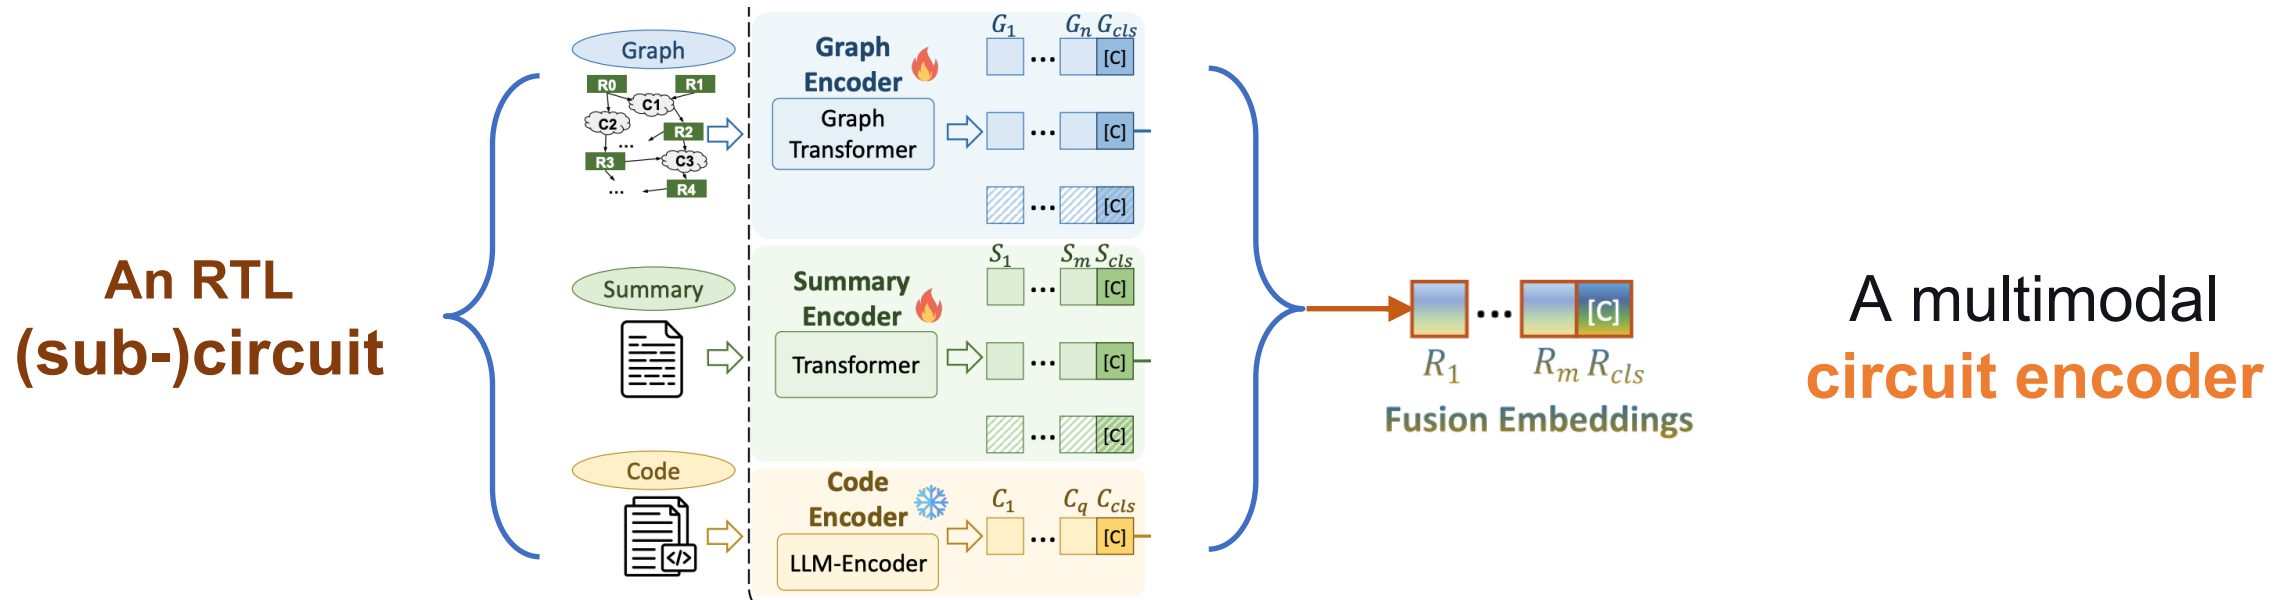 An RTL
(sub-)circuit
Graph
R0
R1
C1
C2
R2
...
R3
C3
...
R4
Graph
Encoder
Graph
Transformer
G1 Gn Gcls
... [C]
... [C]
... [C]
Summary
Summary
Encoder
Transformer
S1 Sm Scls
... [C]
... [C]
... [C]
Code
</>
Code
Encoder
LLM-Encoder
C1 Cq Ccls
... [C]
... [C]
R1 Rm Rcls
Fusion Embeddings
A multimodal
circuit encoder